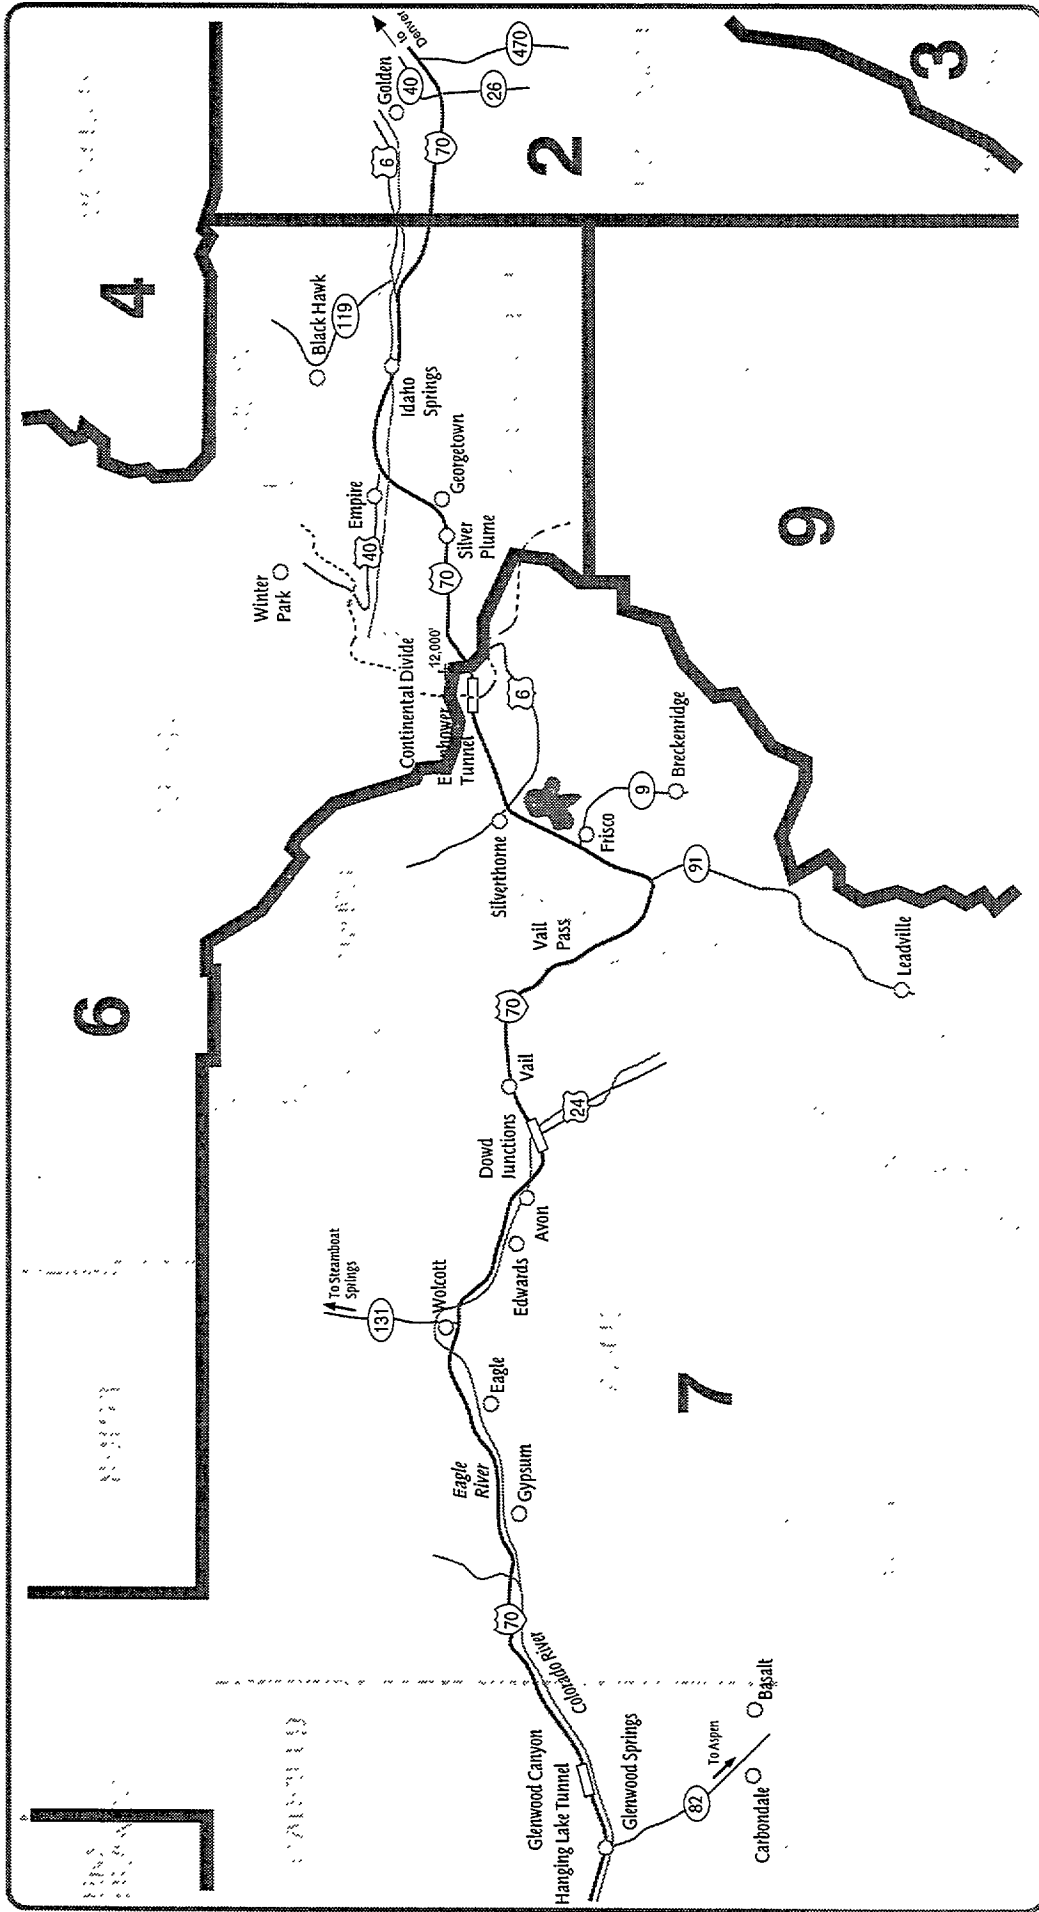 6
4
To Steamboat
Springs
131
Wolcott
Eagle
River
Eagle
Gypsum
Edwards
Avon
Dowd
Junctions
24
Vail
70
Vail
Pass
Silverthorne
Frisco
9
Breckenridge
91
Leadville
6
Continental Divide
12,000'
Eisenhower
Tunnel
Winter
Park
40
Empire
70
Silver
Plume
Georgetown
Idaho
Springs
Black Hawk
119
6
Golden
40
to
Denver
470
26
70
2
3
9
7
70
Colorado River
Glenwood Canyon
Hanging Lake Tunnel
Glenwood Springs
82
To Aspen
Carbondale
Basalt